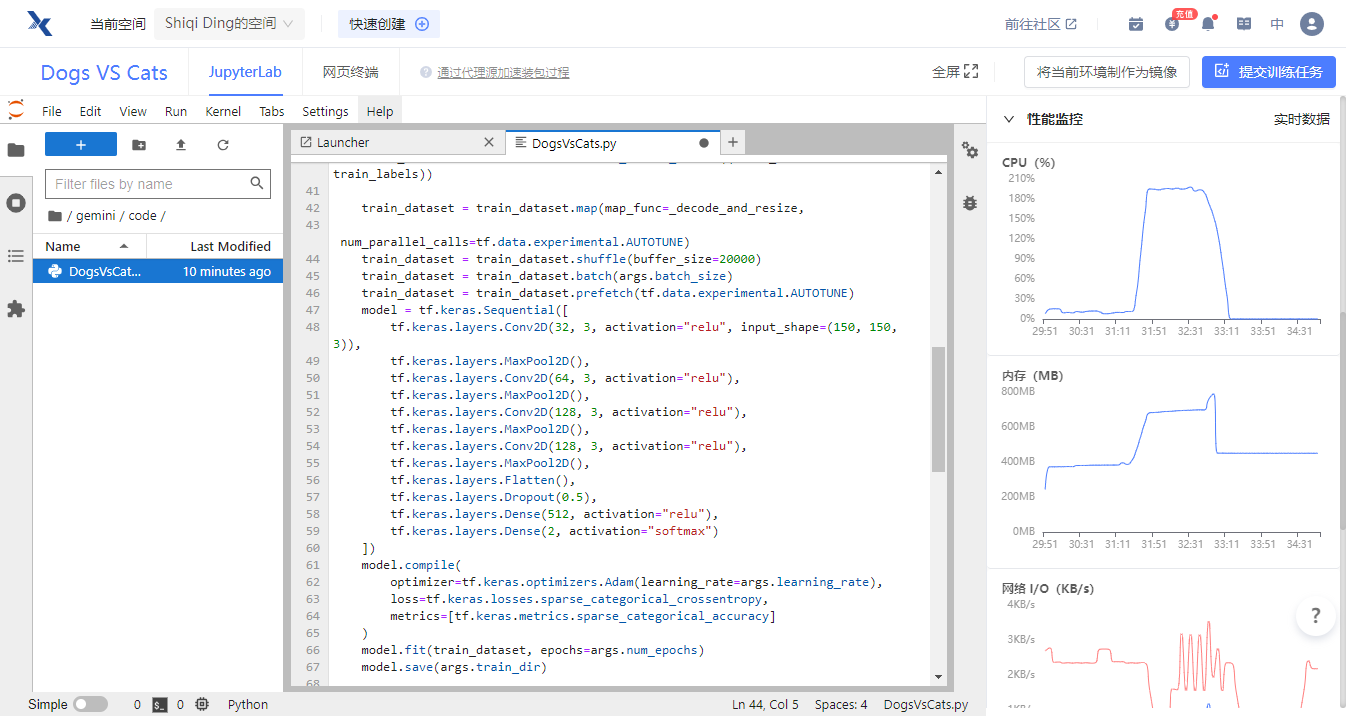 当前空间 Shiqi Ding的空间 快速创建 前往社区 充值 中
Dogs VS Cats JupyterLab 网页终端 通过代理源加速装包过程 全屏 将当前环境制作为镜像 提交训练任务
File Edit View Run Kernel Tabs Settings Help
+
Filter files by name
/ gemini / code /
Name Last Modified
DogsVsCat... 10 minutes ago
Launcher DogsVsCats.py +
train_labels))
41
42 train_dataset = train_dataset.map(map_func=_decode_and_resize,
43
num_parallel_calls=tf.data.experimental.AUTOTUNE)
44 train_dataset = train_dataset.shuffle(buffer_size=20000)
45 train_dataset = train_dataset.batch(args.batch_size)
46 train_dataset = train_dataset.prefetch(tf.data.experimental.AUTOTUNE)
47 model = tf.keras.Sequential([
48 tf.keras.layers.Conv2D(32, 3, activation="relu", input_shape=(150, 150,
3)),
49 tf.keras.layers.MaxPool2D(),
50 tf.keras.layers.Conv2D(64, 3, activation="relu"),
51 tf.keras.layers.MaxPool2D(),
52 tf.keras.layers.Conv2D(128, 3, activation="relu"),
53 tf.keras.layers.MaxPool2D(),
54 tf.keras.layers.Conv2D(128, 3, activation="relu"),
55 tf.keras.layers.MaxPool2D(),
56 tf.keras.layers.Flatten(),
57 tf.keras.layers.Dropout(0.5),
58 tf.keras.layers.Dense(512, activation="relu"),
59 tf.keras.layers.Dense(2, activation="softmax")
60 ])
61 model.compile(
62 optimizer=tf.keras.optimizers.Adam(learning_rate=args.learning_rate),
63 loss=tf.keras.losses.sparse_categorical_crossentropy,
64 metrics=[tf.keras.metrics.sparse_categorical_accuracy]
65 )
66 model.fit(train_dataset, epochs=args.num_epochs)
67 model.save(args.train_dir)
68
性能监控 实时数据
CPU（%）
210%
180%
150%
120%
90%
60%
30%
0%
29:51 30:31 31:11 31:51 32:31 33:11 33:51 34:31
内存（MB）
800MB
600MB
400MB
200MB
0MB
29:51 30:31 31:11 31:51 32:31 33:11 33:51 34:31
网络 I/O（KB/s）
4KB/s
3KB/s
2KB/s
1KB/s
?
Simple 0 0 Python Ln 44, Col 5 Spaces: 4 DogsVsCats.py